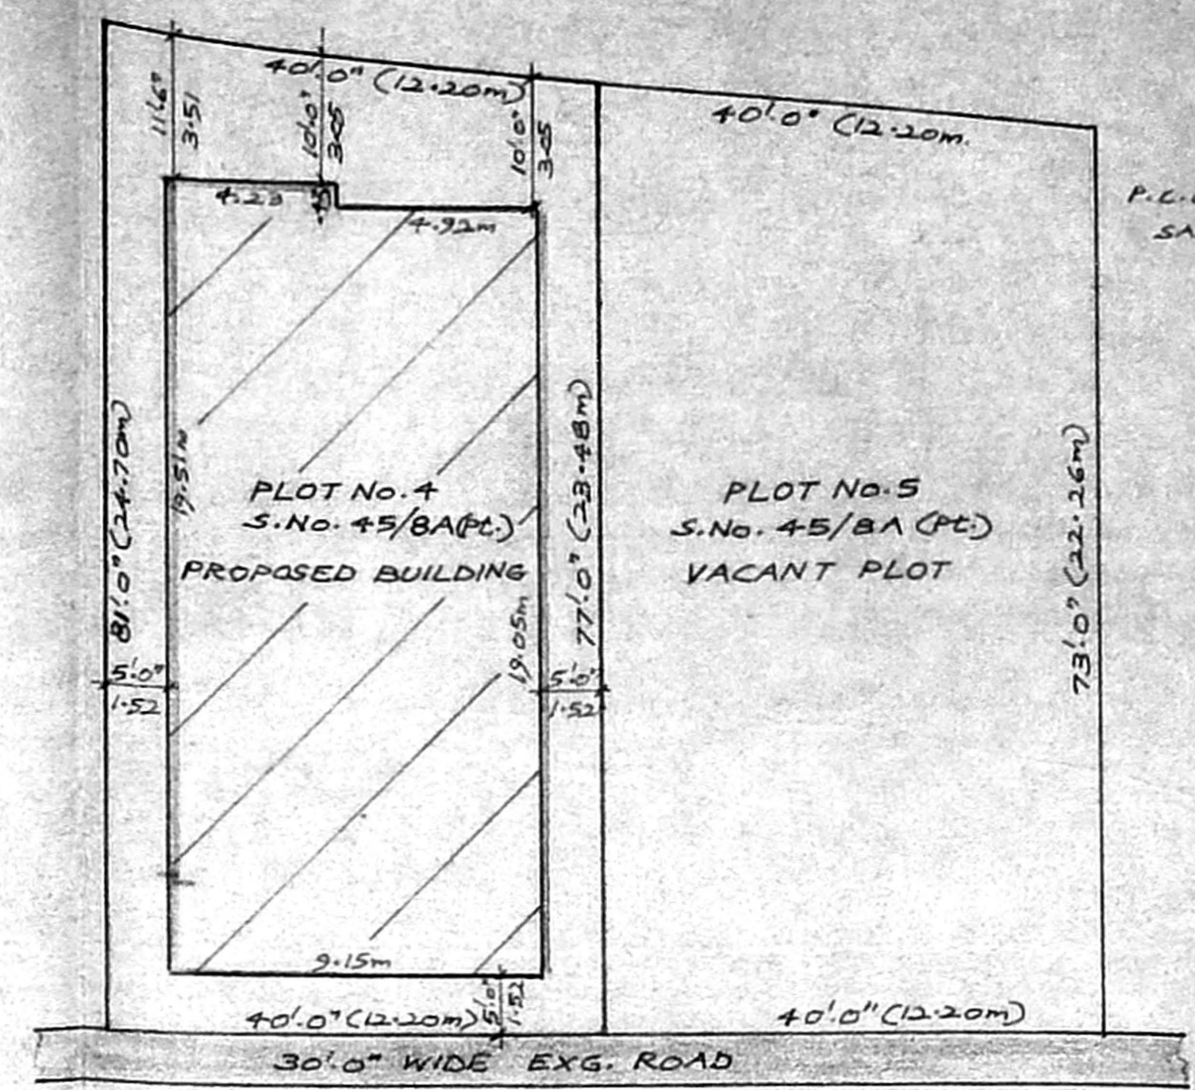 40'.0" (12.20m)
40'.0" (12.20m.
11'.6"
3.51
10'.0"
3.05
10'.0"
3.05
P.C.
SA
4.23
.45
4.92m
81'.0" (24.70m)
19.51m
PLOT No. 4
S.No. 45/8A(Pt.)
PROPOSED BUILDING
19.05m
77'.0" (23.48m)
PLOT No. 5
S.No. 45/8A (Pt.)
VACANT PLOT
73'.0" (22.26m)
5'.0"
1.52
5'.0"
1.52
9.15m
5'.0"
1.52
40'.0" (12.20m)
40'.0" (12.20m)
30'.0" WIDE EXG. ROAD